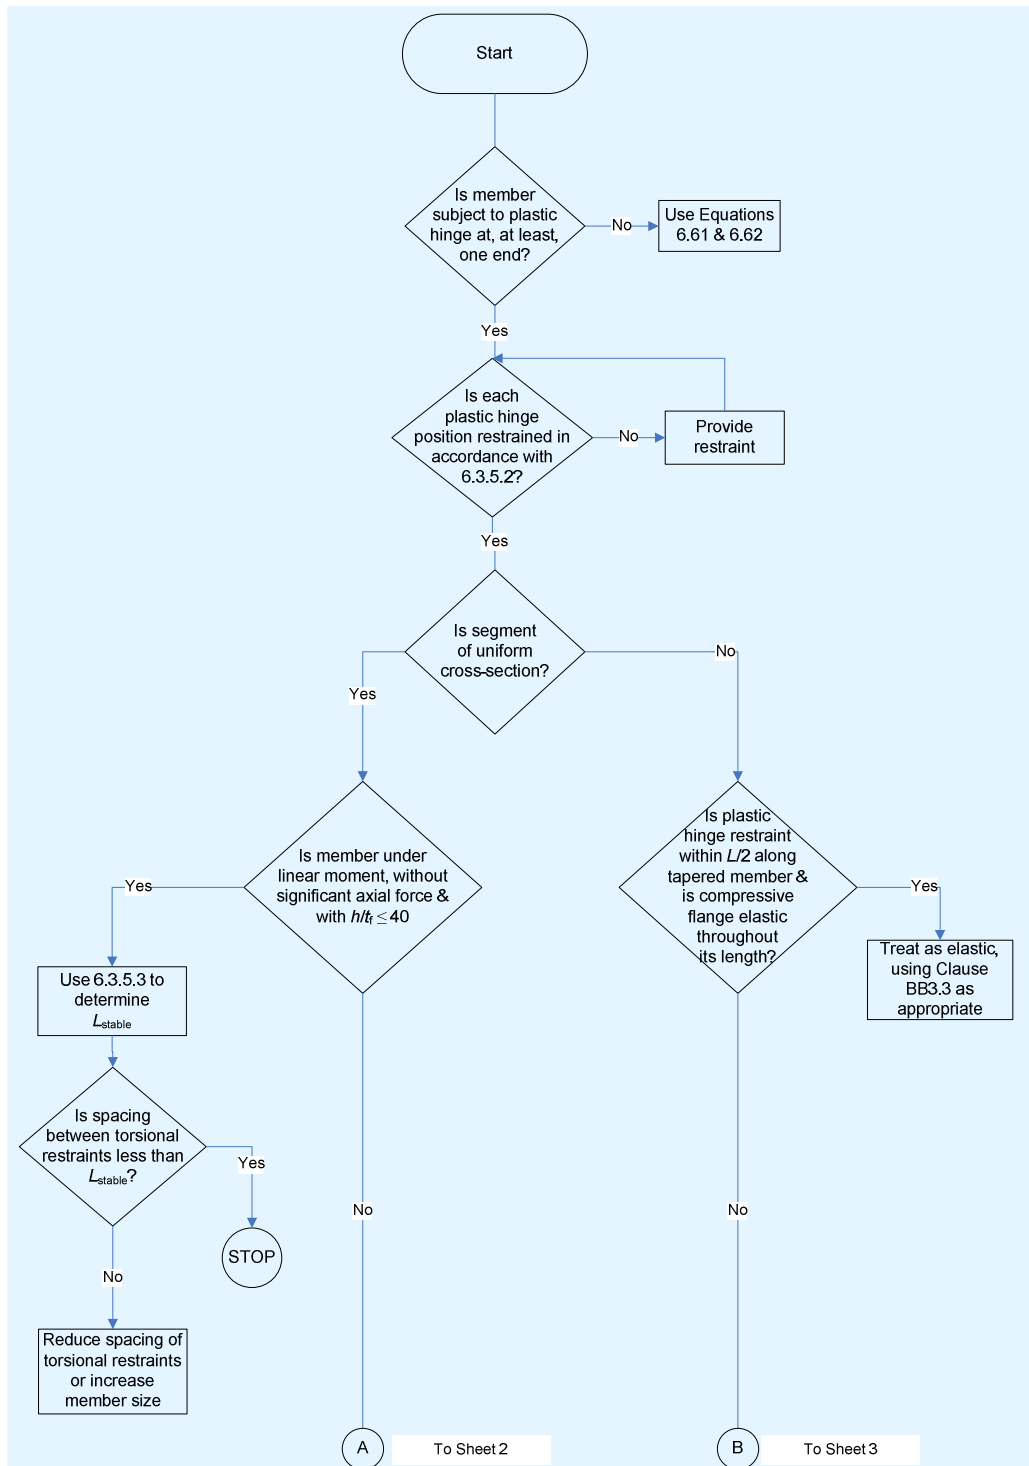 Start
Is member
subject to plastic
hinge at, at least,
one end?
No
Use Equations
6.61 & 6.62
Yes
Is each
plastic hinge
position restrained in
accordance with
6.3.5.2?
No
Provide
restraint
Yes
Is segment
of uniform
cross-section?
Yes
No
Is member under
linear moment, without
significant axial force &
with h/tf ≤ 40
Yes
Is plastic
hinge restraint
within L/2 along
tapered member &
is compressive
flange elastic
throughout
its length?
Yes
Treat as elastic,
using Clause
BB3.3 as
appropriate
Use 6.3.5.3 to
determine
Lstable
Is spacing
between torsional
restraints less than
Lstable?
Yes
STOP
No
Reduce spacing of
torsional restraints
or increase
member size
No
No
A
To Sheet 2
B
To Sheet 3